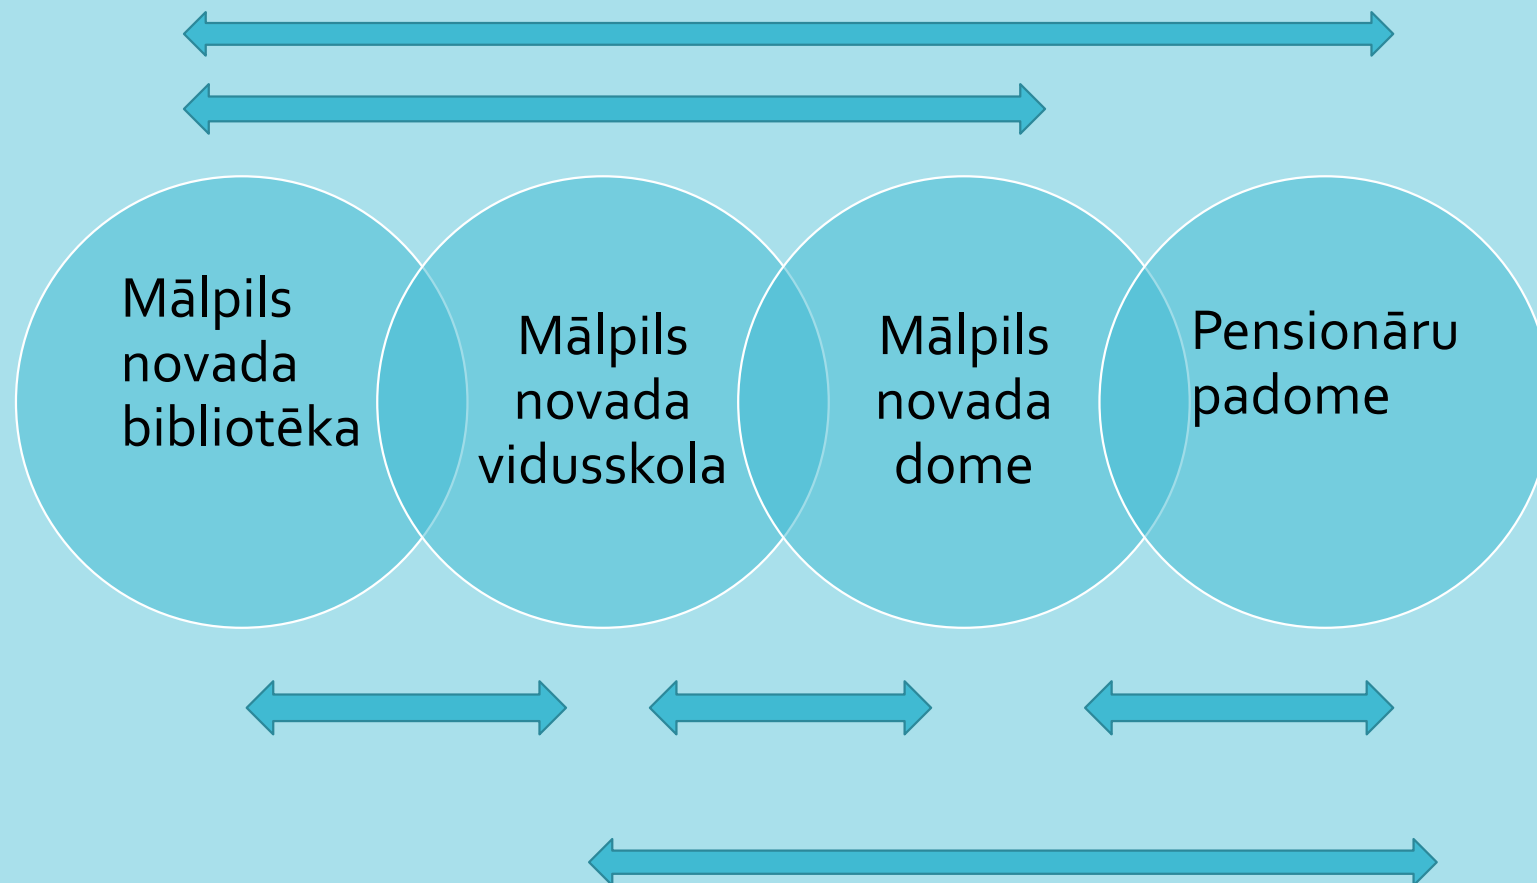 Mālpils
novada
bibliotēka
Mālpils
novada
vidusskola
Mālpils
novada
dome
Pensionāru
padome